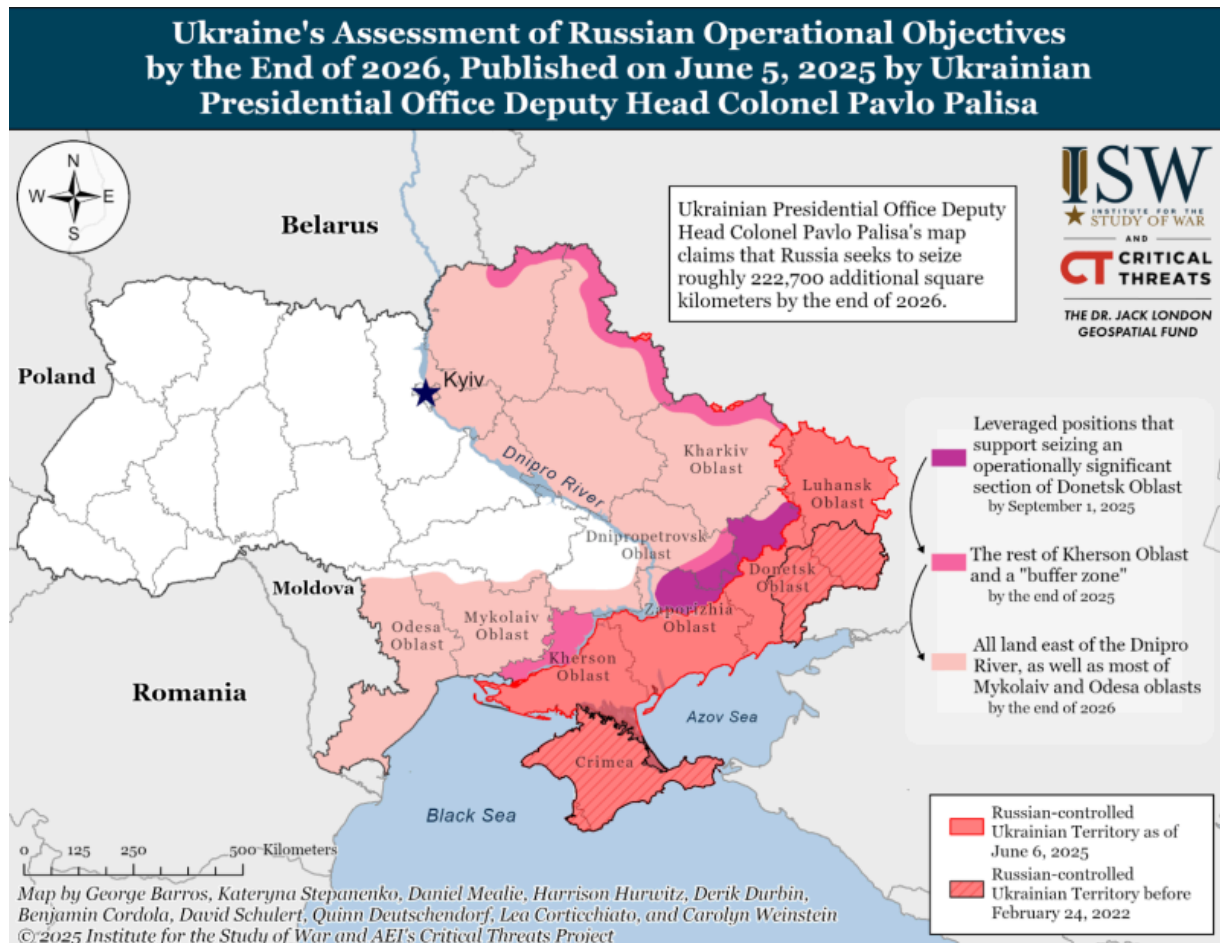 Ukraine's Assessment of Russian Operational Objectives
by the End of 2026, Published on June 5, 2025 by Ukrainian
Presidential Office Deputy Head Colonel Pavlo Palisa
N
W
E
S
Belarus
Ukrainian Presidential Office Deputy
Head Colonel Pavlo Palisa's map
claims that Russia seeks to seize
roughly 222,700 additional square
kilometers by the end of 2026.
ISW
INSTITUTE FOR THE
STUDY OF WAR
AND
CT CRITICAL
THREATS
THE DR. JACK LONDON
GEOSPATIAL FUND
Poland
Kyiv
Dnipro River
Kharkiv
Oblast
Luhansk
Oblast
Dnipropetrovsk
Oblast
Donetsk
Oblast
Moldova
Zaporizhia
Oblast
Mykolaiv
Oblast
Odesa
Oblast
Kherson
Oblast
Romania
Azov Sea
Crimea
Black Sea
Leveraged positions that
support seizing an
operationally significant
section of Donetsk Oblast
by September 1, 2025
The rest of Kherson Oblast
and a "buffer zone"
by the end of 2025
All land east of the Dnipro
River, as well as most of
Mykolaiv and Odesa oblasts
by the end of 2026
Russian-controlled
Ukrainian Territory as of
June 6, 2025
Russian-controlled
Ukrainian Territory before
February 24, 2022
0 125 250 500 Kilometers
Map by George Barros, Kateryna Stepanenko, Daniel Mealie, Harrison Hurwitz, Derik Durbin,
Benjamin Cordola, David Schulert, Quinn Deutschendorf, Lea Corticchiato, and Carolyn Weinstein
© 2025 Institute for the Study of War and AEI's Critical Threats Project